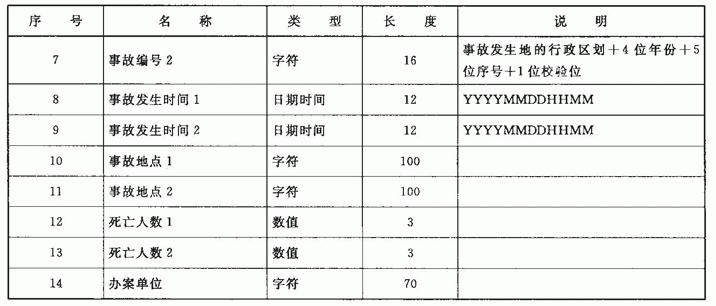 序 号 名 称 类 型 长 度 说 明
7 事故编号2 字符 16 事故发生地的行政区划＋4位年份＋5
位序号＋1位校验位
8 事故发生时间1 日期时间 12 YYYYMMDDHHMM
9 事故发生时间2 日期时间 12 YYYYMMDDHHMM
10 事故地点1 字符 100
11 事故地点2 字符 100
12 死亡人数1 数值 3
13 死亡人数2 数值 3
14 办案单位 字符 70